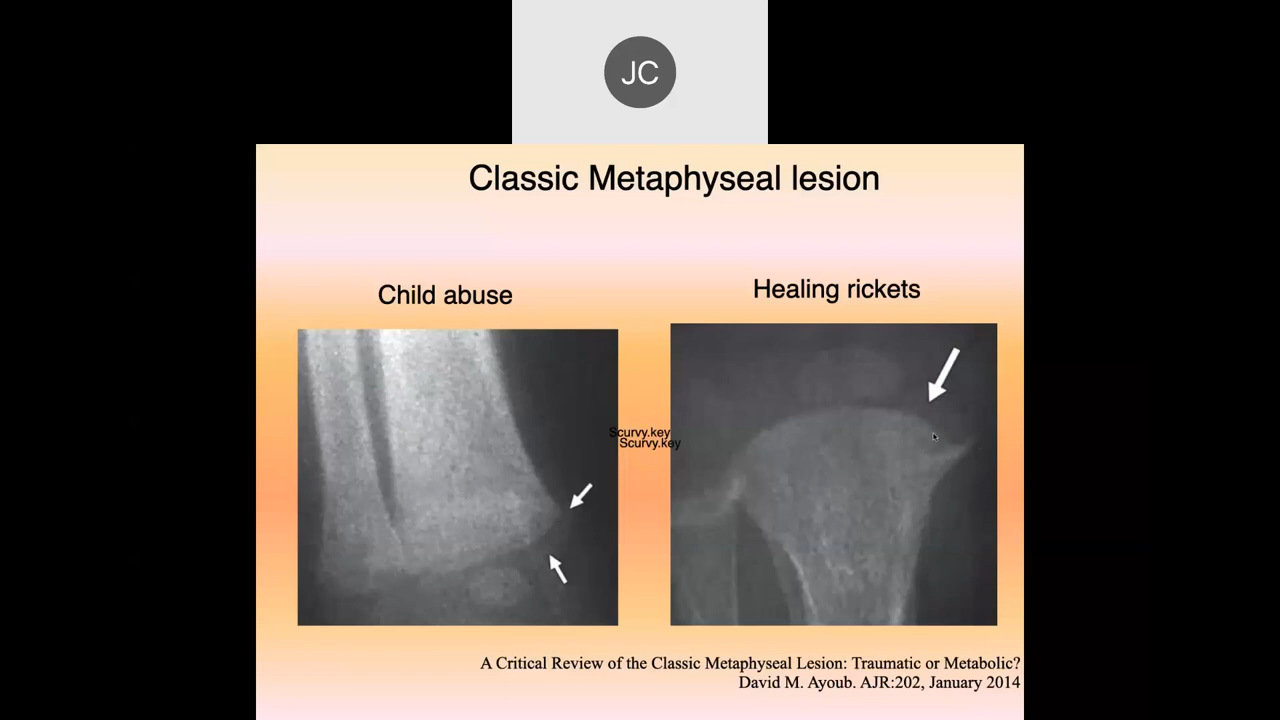 JC
Classic Metaphyseal lesion
Child abuse
Healing rickets
Scurvy.key
Scurvy.key
A Critical Review of the Classic Metaphyseal Lesion: Traumatic or Metabolic?
David M. Ayoub. AJR:202, January 2014